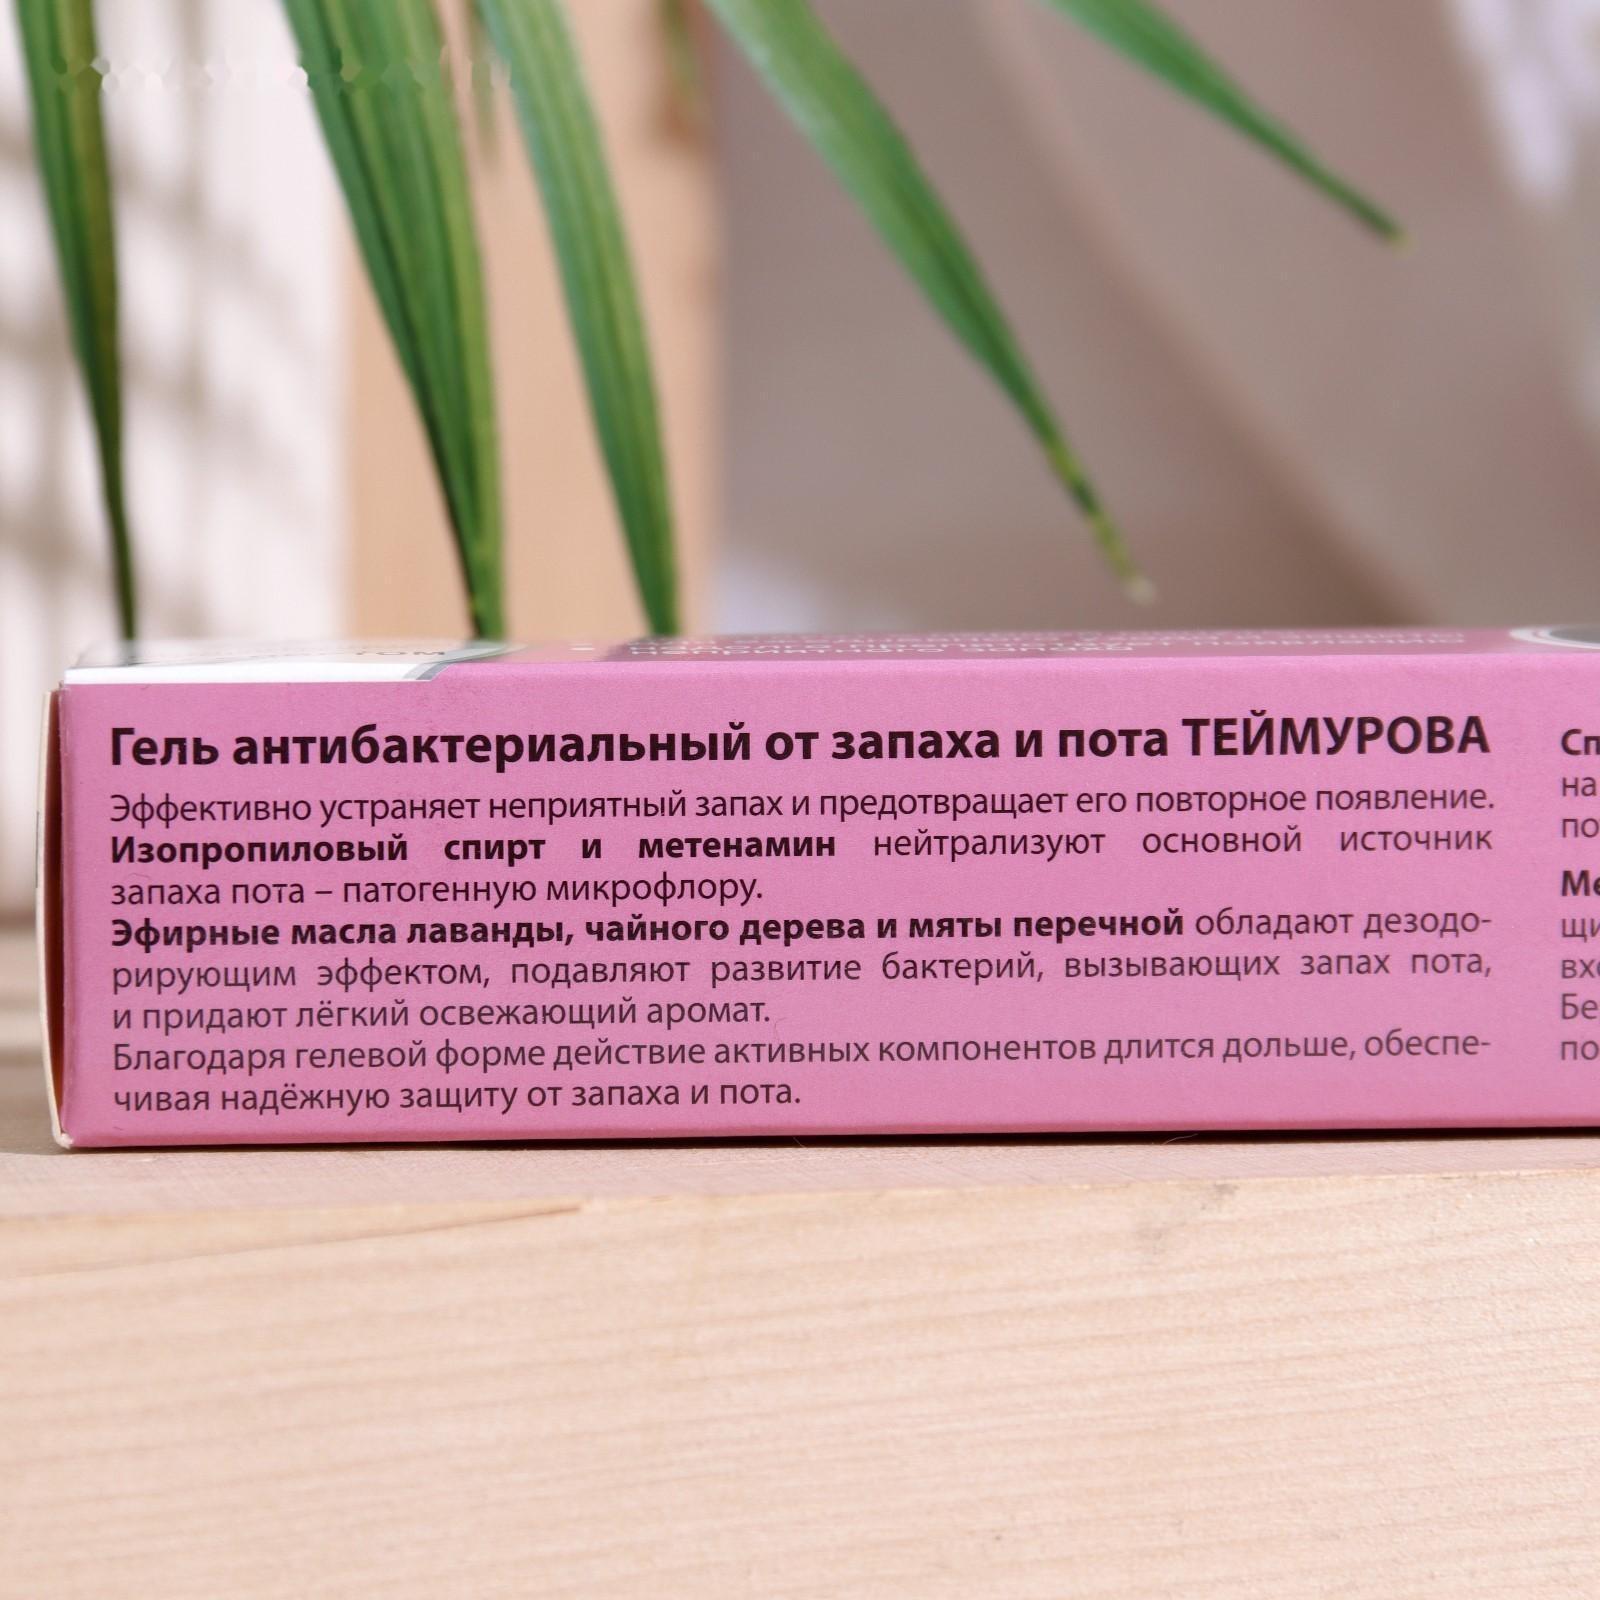 Гель антибактериальный от запаха и пота ТЕЙМУРОВА
Эффективно устраняет неприятный запах и предотвращает его повторное появление.
Изопропиловый спирт и метенамин нейтрализуют основной источник
запаха пота – патогенную микрофлору.
Эфирные масла лаванды, чайного дерева и мяты перечной обладают дезодо-
рирующим эффектом, подавляют развитие бактерий, вызывающих запах пота,
и придают лёгкий освежающий аромат.
Благодаря гелевой форме действие активных компонентов длится дольше, обеспе-
чивая надёжную защиту от запаха и пота.